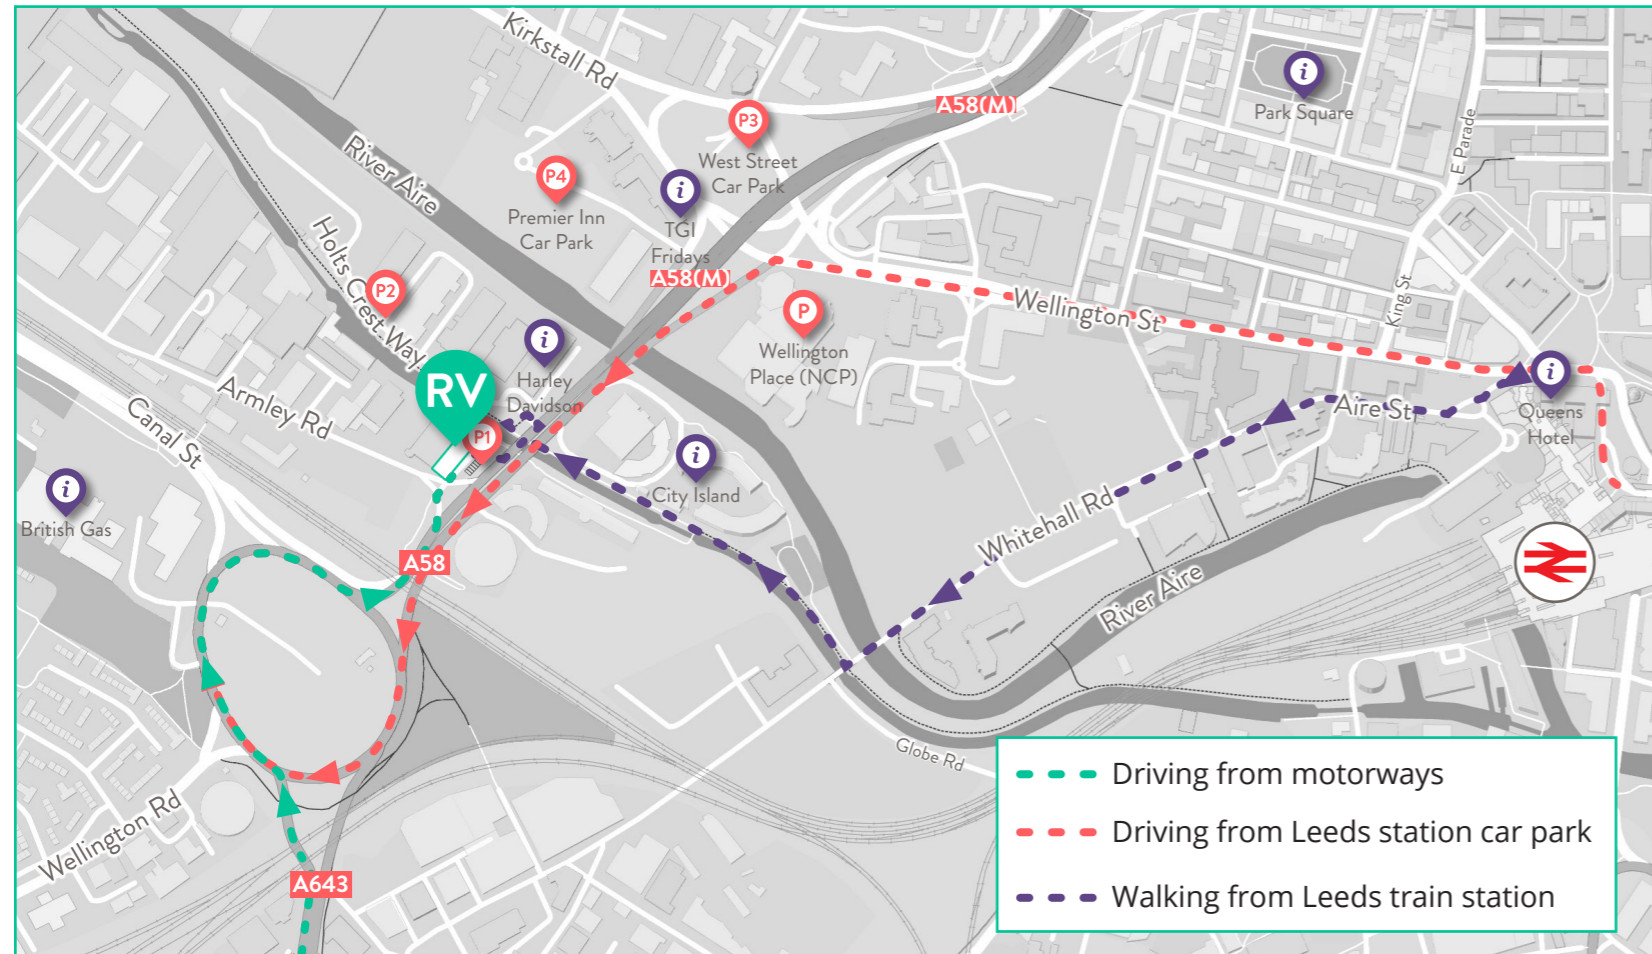 Kirkstall Rd
A58(M)
P3
i
Park Square
West Street
Car Park
E Parade
River Aire
P4
Premier Inn
Car Park
i
TGI
Fridays
A58(M)
Holts Crest Way
P2
P
Wellington
Place (NCP)
Wellington St
King St
i
Harley
Davidson
RV
P1
i
Queens
Hotel
Aire St
Armley Rd
Canal St
i
City Island
i
British Gas
Whitehall Rd
A58
River Aire
Globe Rd
Wellington Rd
A643
Driving from motorways
Driving from Leeds station car park
Walking from Leeds train station